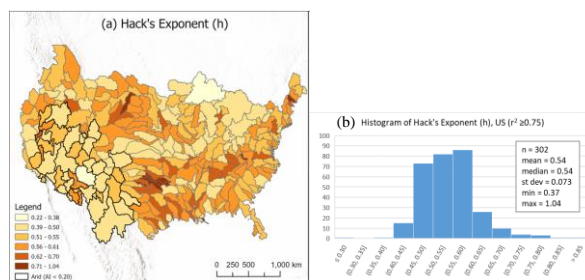 (a) Hack's Exponent (h)
Legend
0.22 - 0.38
0.39 - 0.50
0.51 - 0.55
0.56 - 0.61
0.62 - 0.70
0.71 - 1.04
Arid (AI < 0.20)
0 250 500 1,000 km
(b) Histogram of Hack's Exponent (h), US (r² ≥0.75)
100
90
80
70
60
50
40
30
20
10
0
n = 302
mean = 0.54
median = 0.54
st dev = 0.073
min = 0.37
max = 1.04
≤ 0.30
(0.30, 0.35]
(0.35, 0.40]
(0.40, 0.45]
(0.45, 0.50]
(0.50, 0.55]
(0.55, 0.60]
(0.60, 0.65]
(0.65, 0.70]
(0.70, 0.75]
(0.75, 0.80]
(0.80, 0.85]
> 0.85